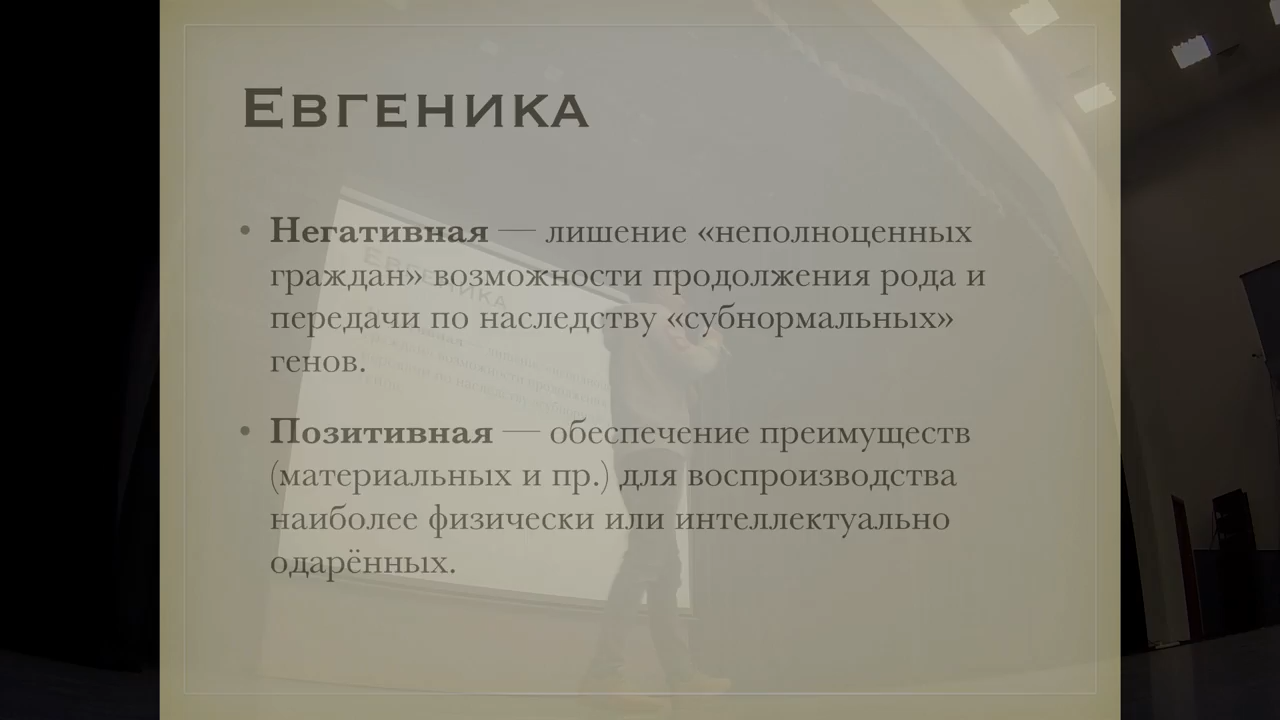 Евгеника
• Негативная — лишение «неполноценных
граждан» возможности продолжения рода и
передачи по наследству «субнормальных»
генов.
• Позитивная — обеспечение преимуществ
(материальных и пр.) для воспроизводства
наиболее физически или интеллектуально
одарённых.